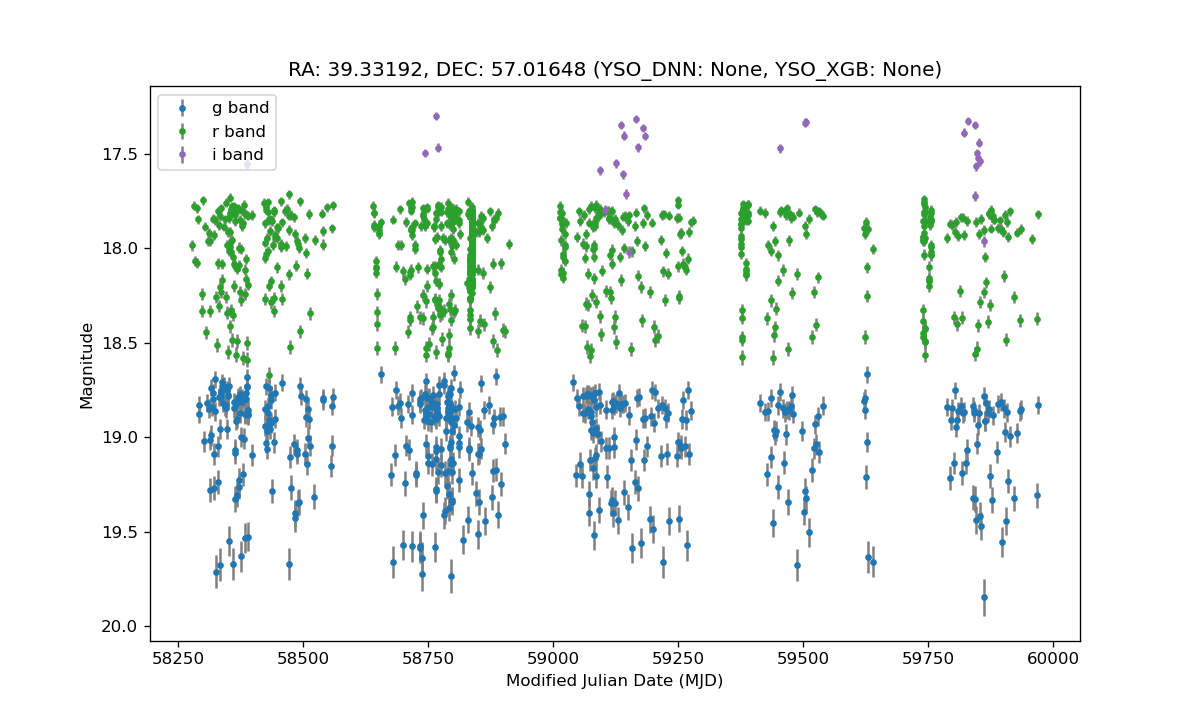 RA: 39.33192, DEC: 57.01648 (YSO_DNN: None, YSO_XGB: None)
g band
r band
i band
17.5
18.0
18.5
19.0
19.5
20.0
Magnitude
58250 58500 58750 59000 59250 59500 59750 60000
Modified Julian Date (MJD)